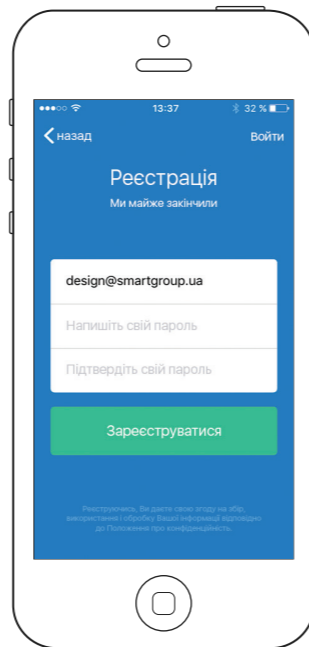 13:37
32 %
назад
Войти
Реєстрація
Ми майже закінчили
design@smartgroup.ua
Напишіть свій пароль
Підтвердіть свій пароль
Зареєструватися
Реєструючись, Ви даєте свою згоду на збір,
використання і обробку Вашої інформації відповідно
до Положення про конфіденційність